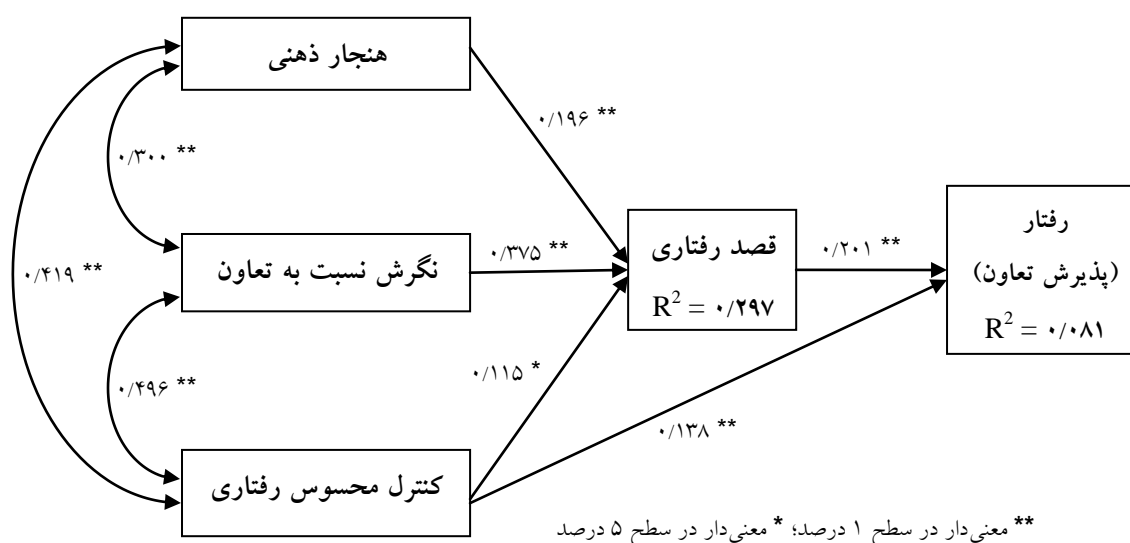 هنجار ذهنی
۰/۱۹۶ **
۰/۳۰۰ **
رفتار
(پذیرش تعاون)
R² = ۰/۰۸۱
قصد رفتاری
R² = ۰/۲۹۷
۰/۲۰۱ **
۰/۳۷۵ **
نگرش نسبت به تعاون
۰/۴۱۹ **
۰/۴۹۶ **
۰/۱۱۵ *
۰/۱۳۸ **
کنترل محسوس رفتاری
** معنی‌دار در سطح ۱ درصد؛ * معنی‌دار در سطح ۵ درصد